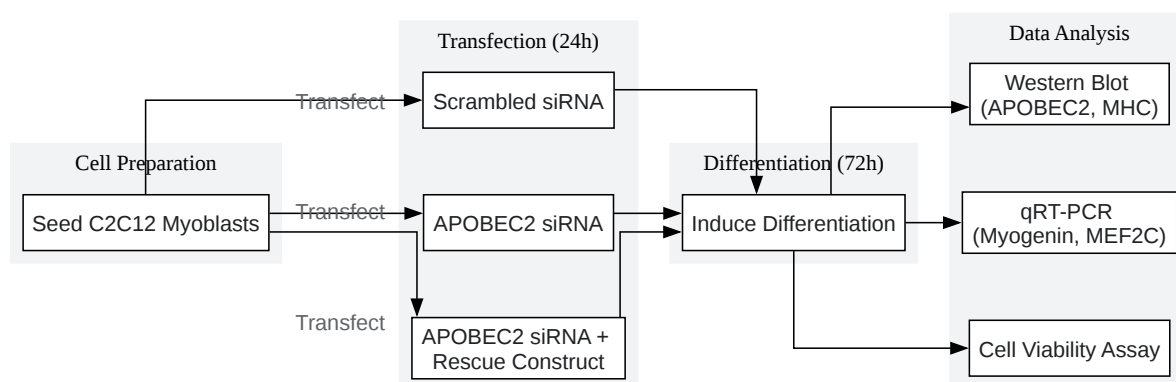 Cell Preparation
Seed C2C12 Myoblasts
Transfect
Transfect
Transfect
Transfection (24h)
Scrambled siRNA
APOBEC2 siRNA
APOBEC2 siRNA +
Rescue Construct
Differentiation (72h)
Induce Differentiation
Data Analysis
Western Blot
(APOBEC2, MHC)
qRT-PCR
(Myogenin, MEF2C)
Cell Viability Assay